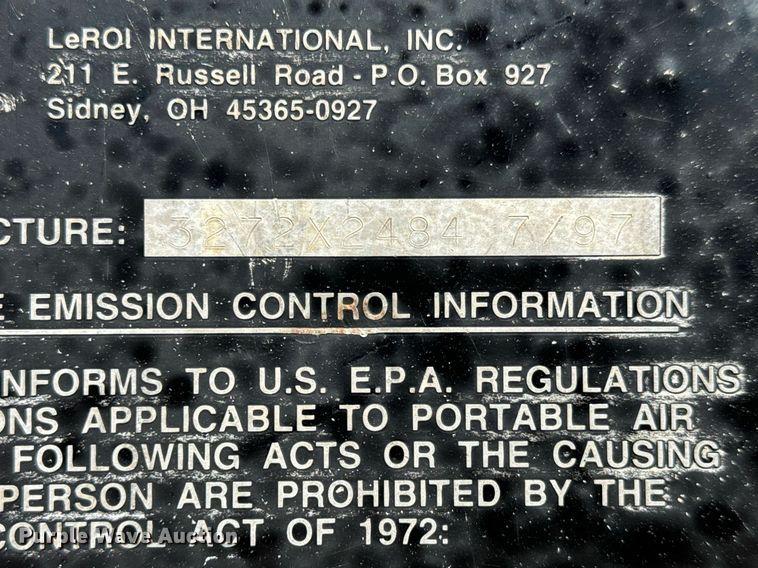 LeROI INTERNATIONAL, INC.
211 E. Russell Road - P.O. Box 927
Sidney, OH 45365-0927
CTURE: 3272X2484 7/97
E EMISSION CONTROL INFORMATION
NFORMS TO U.S. E.P.A. REGULATIONS
ONS APPLICABLE TO PORTABLE AIR
FOLLOWING ACTS OR THE CAUSING
PERSON ARE PROHIBITED BY THE
CONTROL ACT OF 1972:
Purple Wave Auction